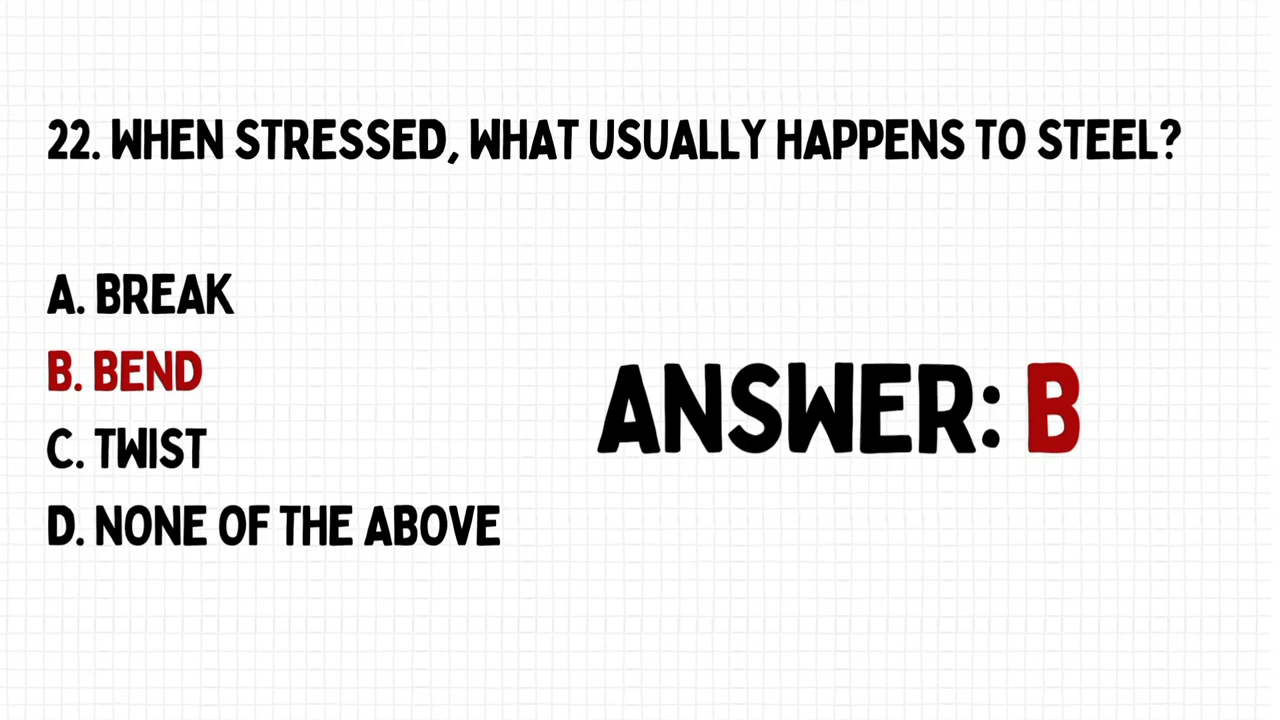 22. WHEN STRESSED, WHAT USUALLY HAPPENS TO STEEL?
A. BREAK
B. BEND
C. TWIST
D. NONE OF THE ABOVE
ANSWER: B